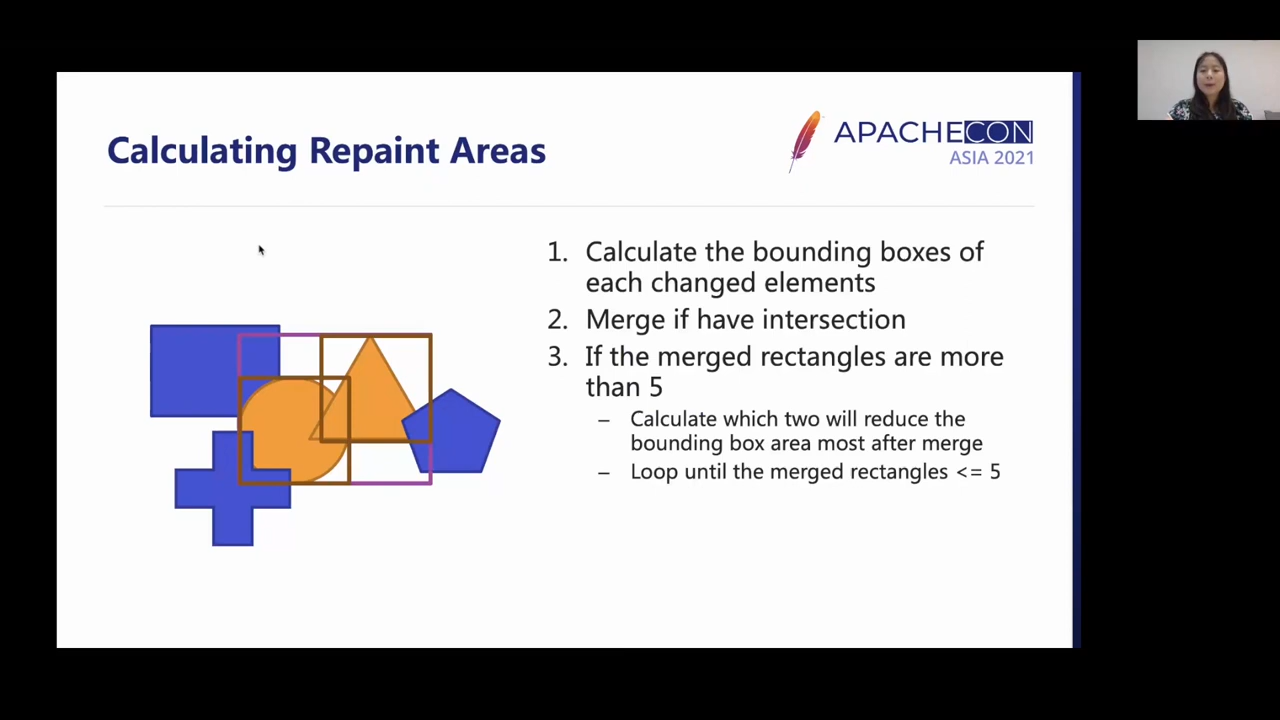 Calculating Repaint Areas
APACHECON
ASIA 2021
1. Calculate the bounding boxes of
each changed elements
2. Merge if have intersection
3. If the merged rectangles are more
than 5
– Calculate which two will reduce the
bounding box area most after merge
– Loop until the merged rectangles <= 5